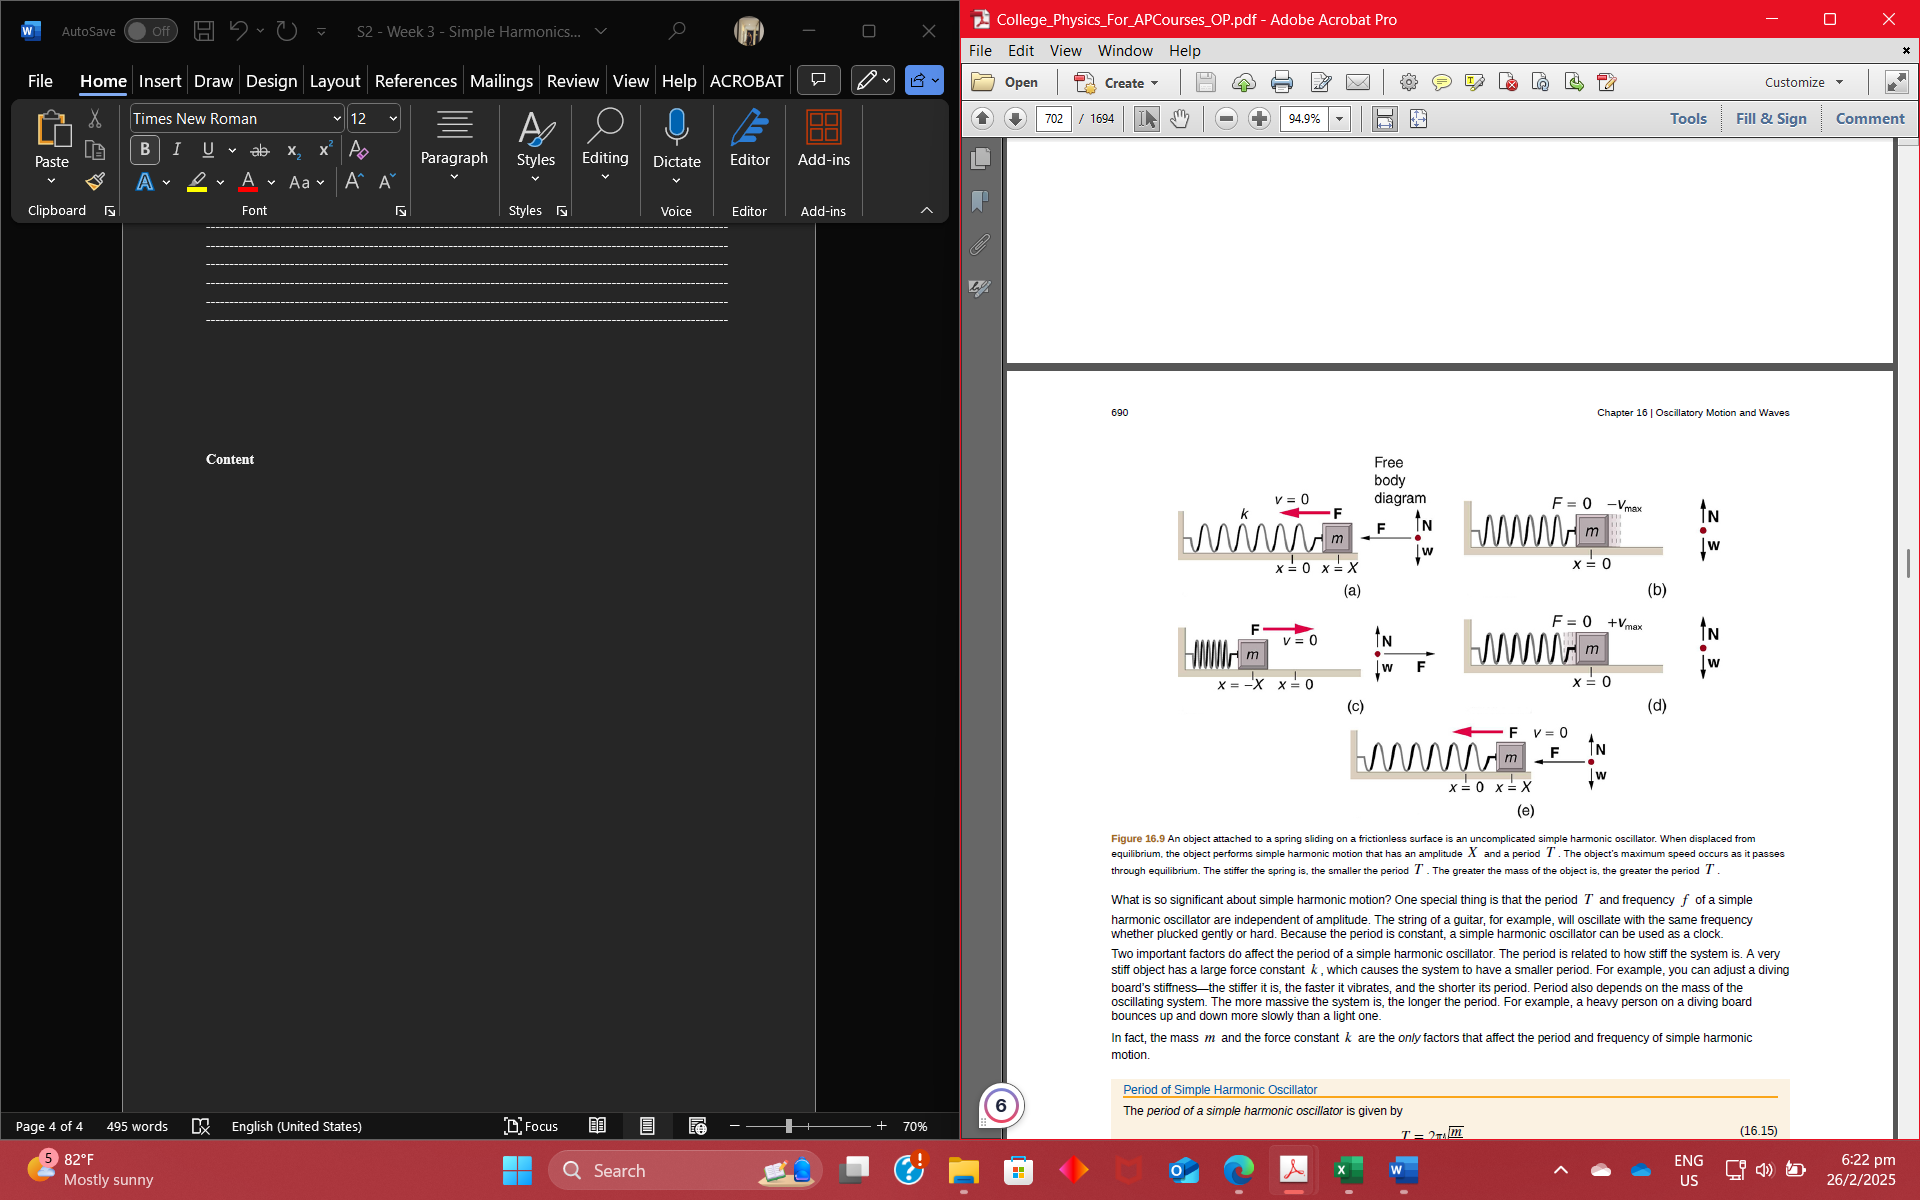 AutoSave Off S2 - Week 3 - Simple Harmonics...
File Home Insert Draw Design Layout References Mailings Review View Help ACROBAT
Times New Roman 12
Paste
B I U ab x₂ x² A
A A Aa A A
Paragraph Styles Editing Dictate Editor Add-ins
Clipboard Font Styles Voice Editor Add-ins
Content
Page 4 of 4 495 words English (United States) Focus 70%
College_Physics_For_APCourses_OP.pdf - Adobe Acrobat Pro
File Edit View Window Help
Open Create Customize
702 / 1694 94.9% Tools Fill & Sign Comment
690 Chapter 16 | Oscillatory Motion and Waves
Free
body
diagram
k v = 0 F m x = 0 x = X F N w
(a)
F = 0 −vmax m x = 0 N w
(b)
F v = 0 m x = −X x = 0 N w F
(c)
F = 0 +vmax m x = 0 N w
(d)
F v = 0 m x = 0 x = X F N w
(e)
Figure 16.9 An object attached to a spring sliding on a frictionless surface is an uncomplicated simple harmonic oscillator. When displaced from
equilibrium, the object performs simple harmonic motion that has an amplitude X and a period T . The object's maximum speed occurs as it passes
through equilibrium. The stiffer the spring is, the smaller the period T . The greater the mass of the object is, the greater the period T .
What is so significant about simple harmonic motion? One special thing is that the period T and frequency f of a simple
harmonic oscillator are independent of amplitude. The string of a guitar, for example, will oscillate with the same frequency
whether plucked gently or hard. Because the period is constant, a simple harmonic oscillator can be used as a clock.
Two important factors do affect the period of a simple harmonic oscillator. The period is related to how stiff the system is. A very
stiff object has a large force constant k , which causes the system to have a smaller period. For example, you can adjust a diving
board's stiffness—the stiffer it is, the faster it vibrates, and the shorter its period. Period also depends on the mass of the
oscillating system. The more massive the system is, the longer the period. For example, a heavy person on a diving board
bounces up and down more slowly than a light one.
In fact, the mass m and the force constant k are the only factors that affect the period and frequency of simple harmonic
motion.
Period of Simple Harmonic Oscillator
The period of a simple harmonic oscillator is given by
(16.15)
6
5 82°F
Mostly sunny
Search
ENG
US
6:22 pm
26/2/2025